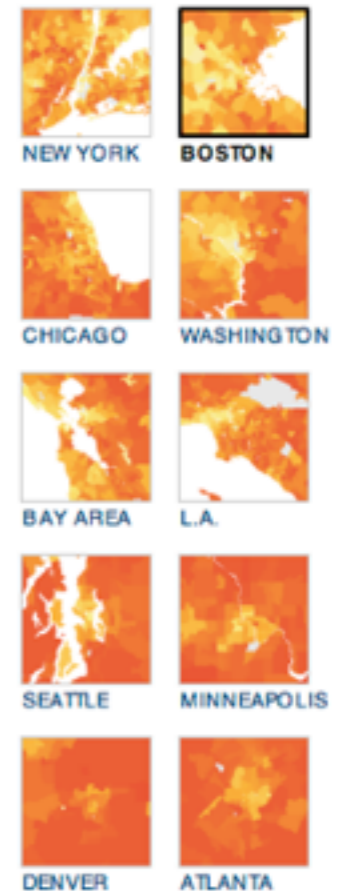 NEW YORK BOSTON
CHICAGO WASHINGTON
BAY AREA L.A.
SEATTLE MINNEAPOLIS
DENVER ATLANTA